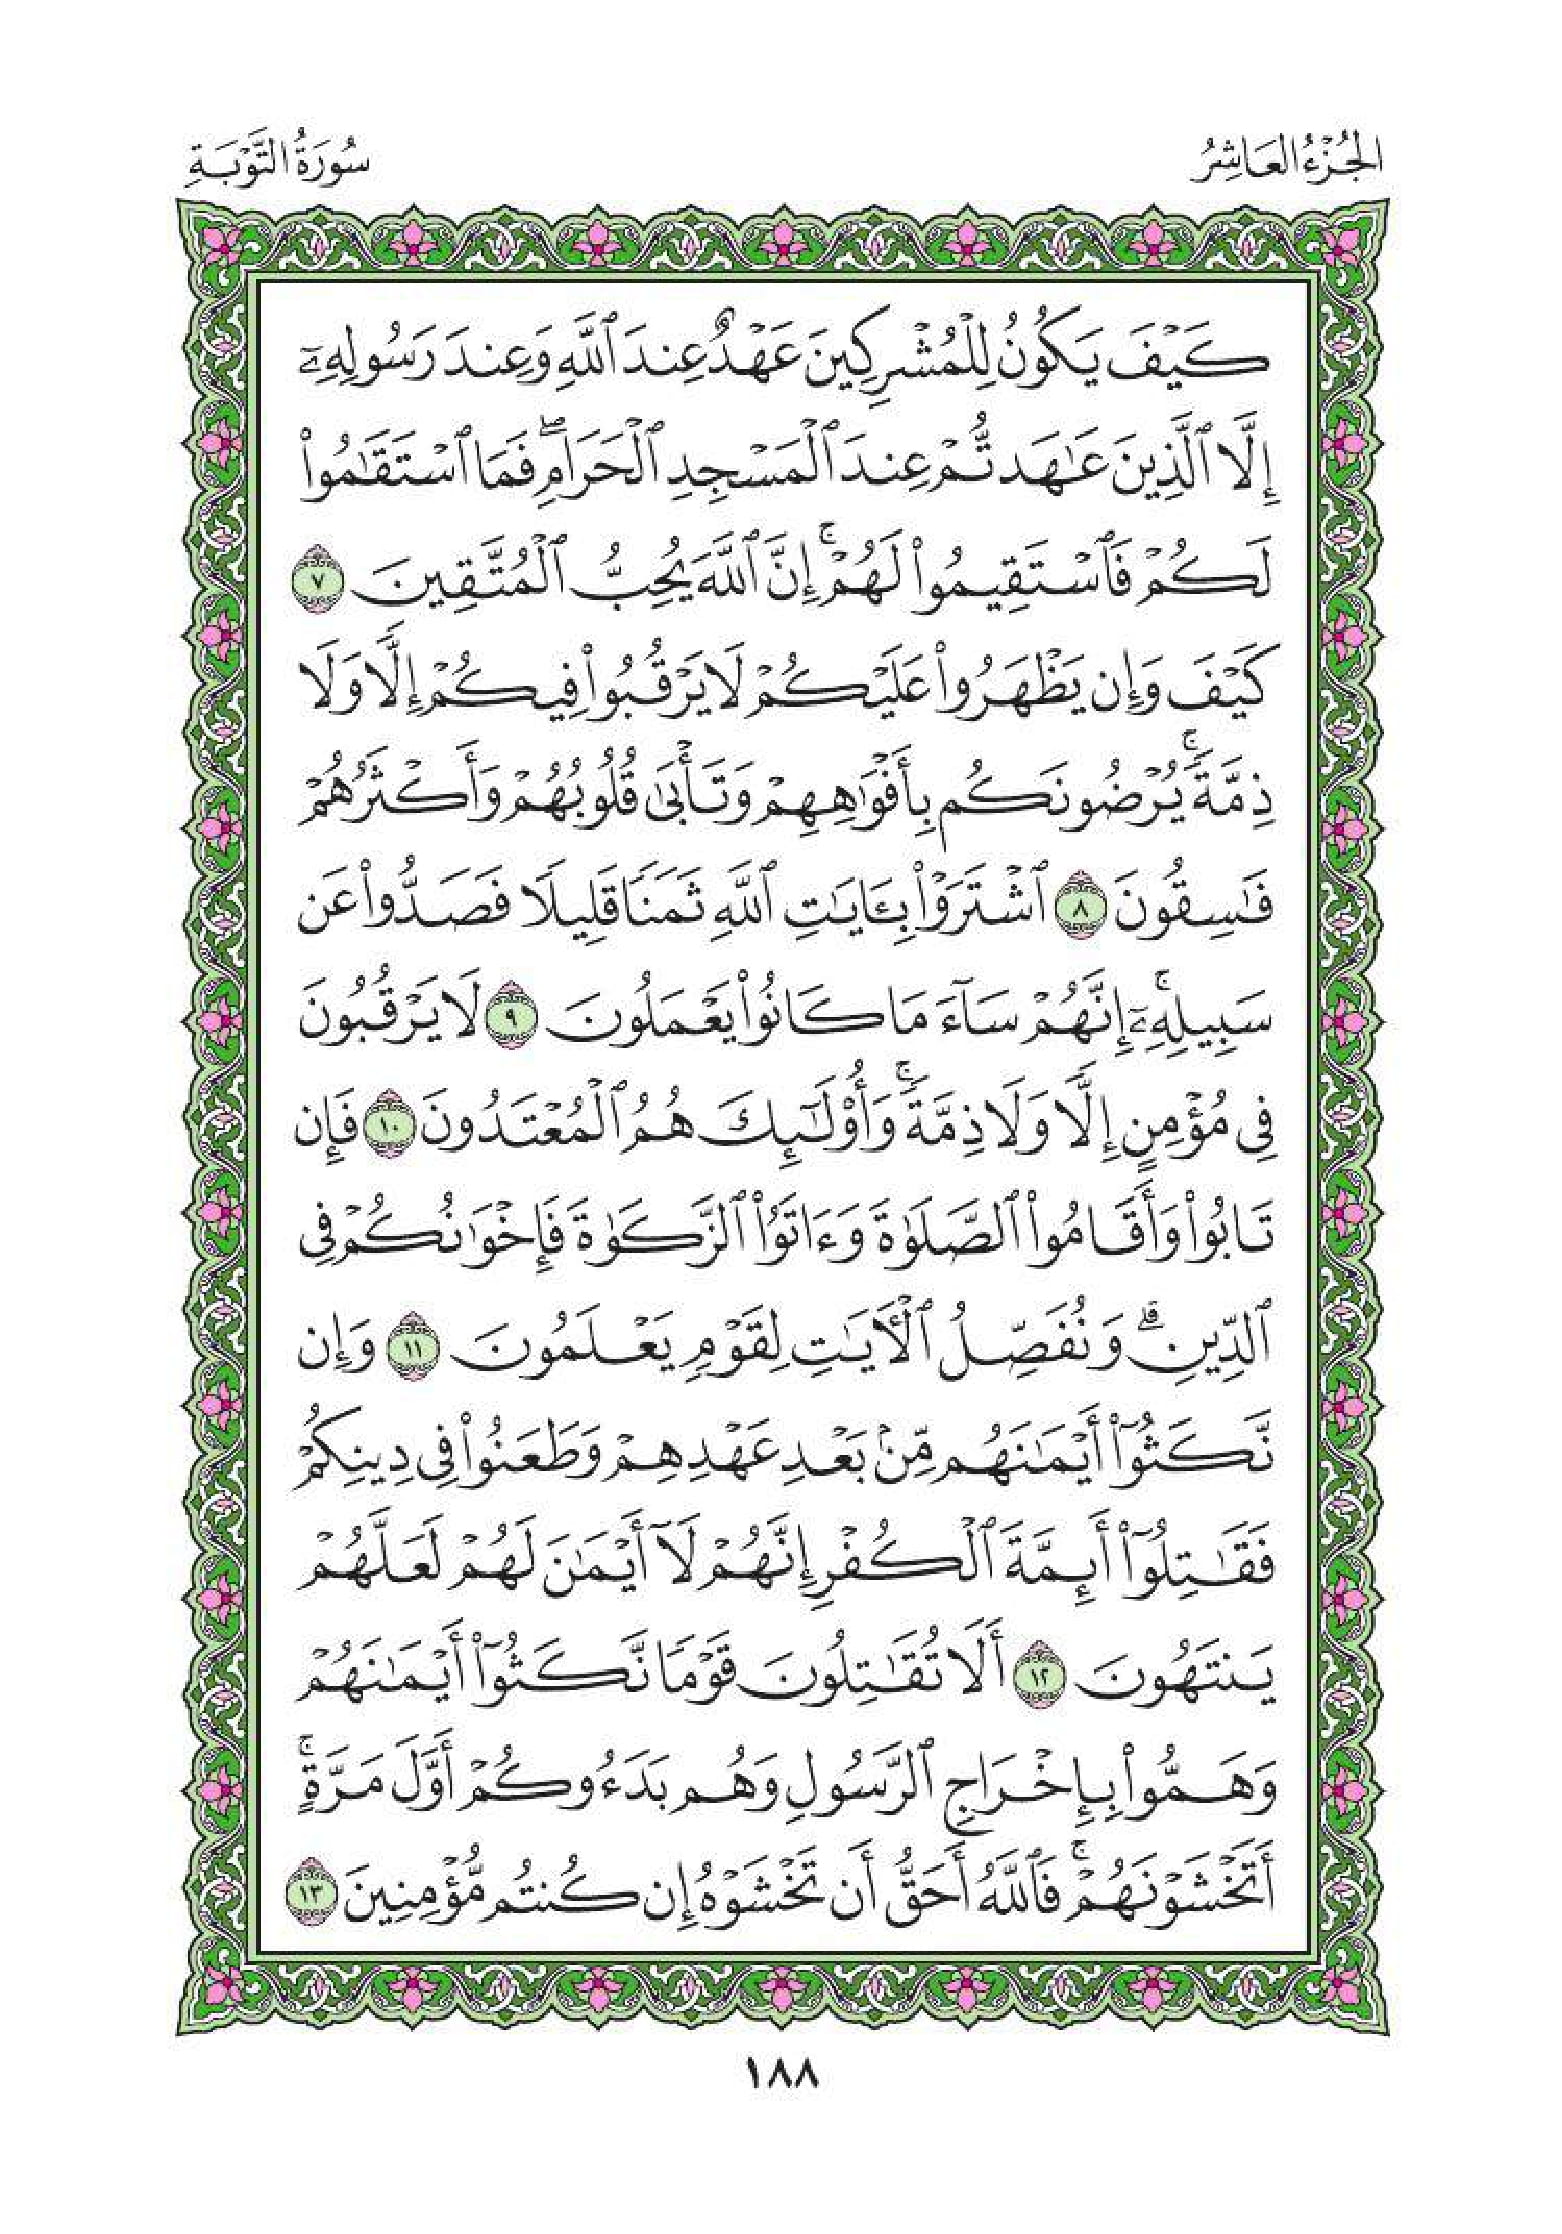 الجُزْءُ العَاشِرُ
سُورَةُ التَّوْبَةِ
كَيْفَ يَكُونُ لِلْمُشْرِكِينَ عَهْدٌ عِندَ ٱللَّهِ وَعِندَ رَسُولِهِۦٓ
إِلَّا ٱلَّذِينَ عَٰهَدتُّمْ عِندَ ٱلْمَسْجِدِ ٱلْحَرَامِۖ فَمَا ٱسْتَقَٰمُوا۟
لَكُمْ فَٱسْتَقِيمُوا۟ لَهُمْۚ إِنَّ ٱللَّهَ يُحِبُّ ٱلْمُتَّقِينَ ٧
كَيْفَ وَإِن يَظْهَرُوا۟ عَلَيْكُمْ لَا يَرْقُبُوا۟ فِيكُمْ إِلًّا وَلَا
ذِمَّةًۚ يُرْضُونَكُم بِأَفْوَٰهِهِمْ وَتَأْبَىٰ قُلُوبُهُمْ وَأَكْثَرُهُمْ
فَٰسِقُونَ ٨ ٱشْتَرَوْا۟ بِـَٔايَٰتِ ٱللَّهِ ثَمَنًا قَلِيلًا فَصَدُّوا۟ عَن
سَبِيلِهِۦٓۚ إِنَّهُمْ سَآءَ مَا كَانُوا۟ يَعْمَلُونَ ٩ لَا يَرْقُبُونَ
فِى مُؤْمِنٍ إِلًّا وَلَا ذِمَّةًۚ وَأُو۟لَٰٓئِكَ هُمُ ٱلْمُعْتَدُونَ ١٠ فَإِن
تَابُوا۟ وَأَقَامُوا۟ ٱلصَّلَوٰةَ وَءَاتَوُا۟ ٱلزَّكَوٰةَ فَإِخْوَٰنُكُمْ فِى
ٱلدِّينِۗ وَنُفَصِّلُ ٱلْـَٔايَٰتِ لِقَوْمٍ يَعْلَمُونَ ١١ وَإِن
نَّكَثُوٓا۟ أَيْمَٰنَهُم مِّنۢ بَعْدِ عَهْدِهِمْ وَطَعَنُوا۟ فِى دِينِكُمْ
فَقَٰتِلُوٓا۟ أَئِمَّةَ ٱلْكُفْرِ إِنَّهُمْ لَآ أَيْمَٰنَ لَهُمْ لَعَلَّهُمْ
يَنتَهُونَ ١٢ أَلَا تُقَٰتِلُونَ قَوْمًا نَّكَثُوٓا۟ أَيْمَٰنَهُمْ
وَهَمُّوا۟ بِإِخْرَاجِ ٱلرَّسُولِ وَهُم بَدَءُوكُمْ أَوَّلَ مَرَّةٍۚ
أَتَخْشَوْنَهُمْۚ فَٱللَّهُ أَحَقُّ أَن تَخْشَوْهُ إِن كُنتُم مُّؤْمِنِينَ ١٣
١٨٨